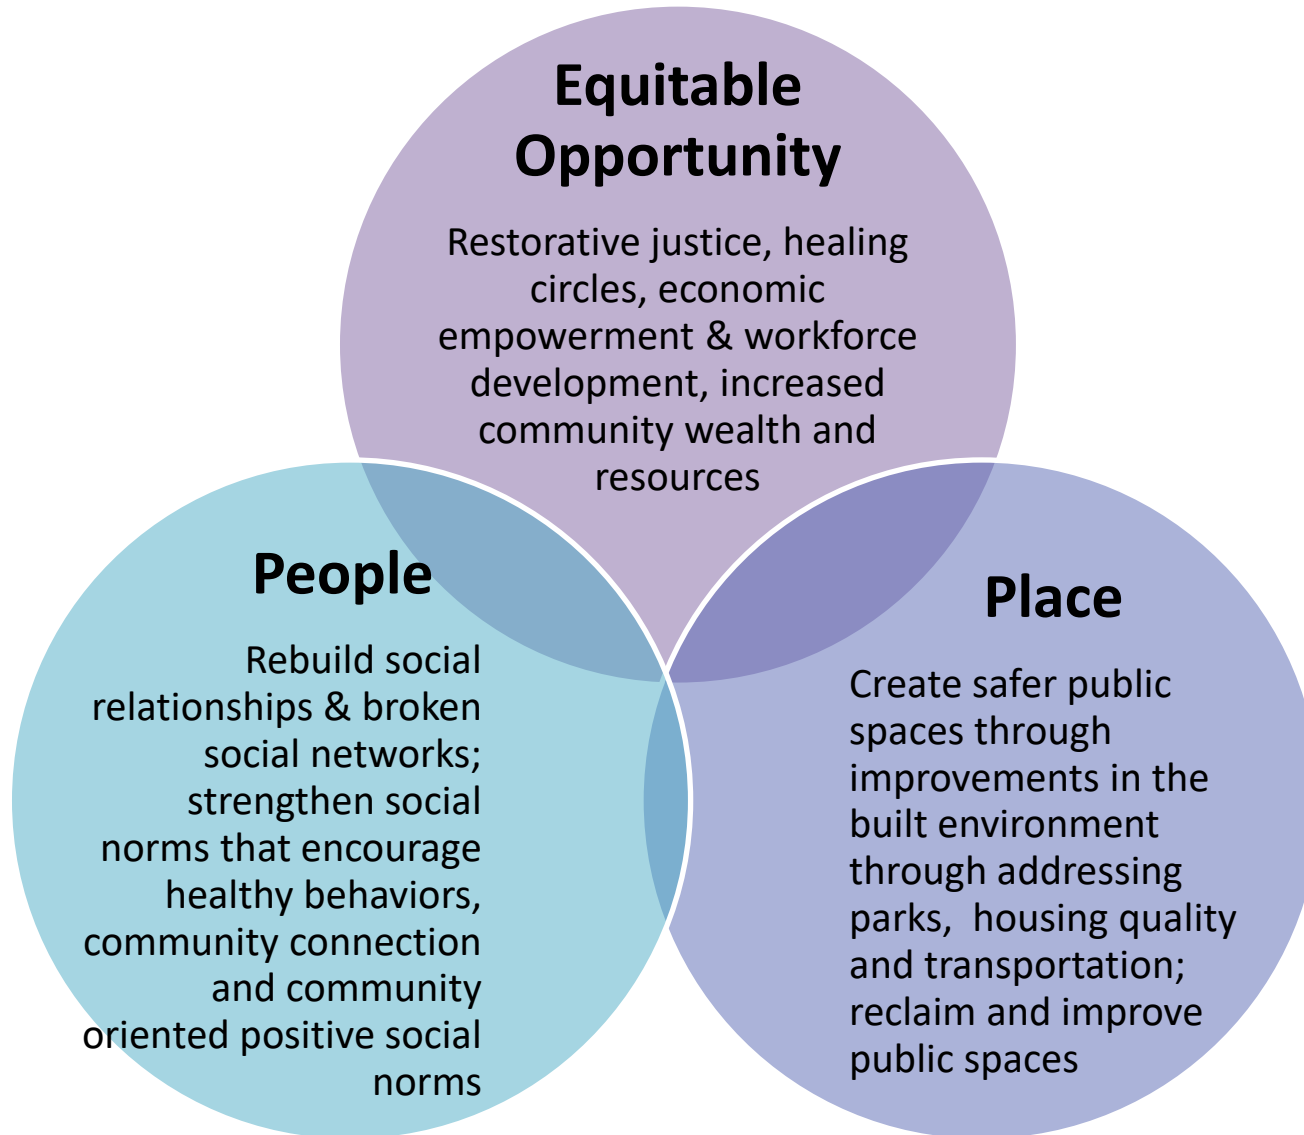 Equitable
Opportunity
Restorative justice, healing
circles, economic
empowerment & workforce
development, increased
community wealth and
resources
People
Rebuild social
relationships & broken
social networks;
strengthen social
norms that encourage
healthy behaviors,
community connection
and community
oriented positive social
norms
Place
Create safer public
spaces through
improvements in the
built environment
through addressing
parks,  housing quality
and transportation;
reclaim and improve
public spaces